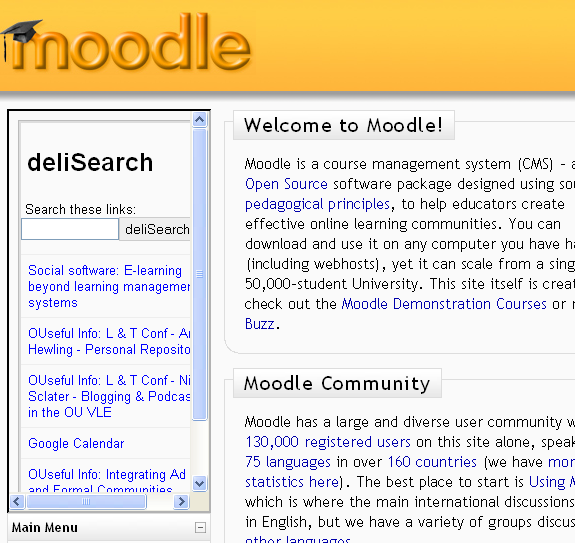 moodle
deliSearch
Search these links:
deliSearch
Social software: E-learning
beyond learning managemer
systems
OUseful Info: L & T Conf - Ar
Hewling - Personal Reposito
OUseful Info: L & T Conf - Ni
Sclater - Blogging & Podcas
in the OU VLE
Google Calendar
OUseful Info: Integrating Ad
and Formal Communities
Main Menu
Welcome to Moodle!
Moodle is a course management system (CMS) - a
Open Source software package designed using sou
pedagogical principles, to help educators create
effective online learning communities. You can
download and use it on any computer you have ha
(including webhosts), yet it can scale from a sing
50,000-student University. This site itself is creat
check out the Moodle Demonstration Courses or r
Buzz.
Moodle Community
Moodle has a large and diverse user community w
130,000 registered users on this site alone, speak
75 languages in over 160 countries (we have mor
statistics here). The best place to start is Using M
which is where the main international discussions
in English, but we have a variety of groups discus
other languages.